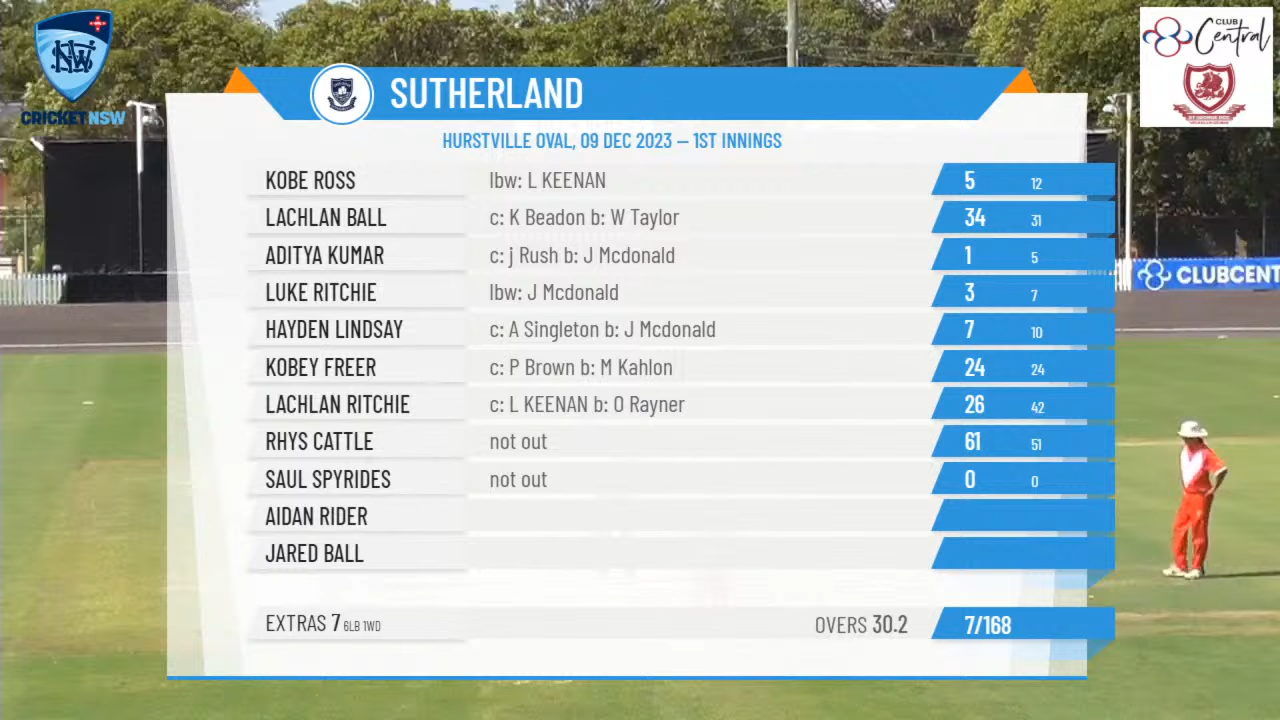 CRICKET NSW
CLUB
Central
SUTHERLAND
HURSTVILLE OVAL, 09 DEC 2023 – 1ST INNINGS
KOBE ROSS lbw: L KEENAN 5 12
LACHLAN BALL c: K Beadon b: W Taylor 34 31
ADITYA KUMAR c: j Rush b: J Mcdonald 1 5
LUKE RITCHIE lbw: J Mcdonald 3 7
HAYDEN LINDSAY c: A Singleton b: J Mcdonald 7 10
KOBEY FREER c: P Brown b: M Kahlon 24 24
LACHLAN RITCHIE c: L KEENAN b: O Rayner 26 42
RHYS CATTLE not out 61 51
SAUL SPYRIDES not out 0 0
AIDAN RIDER
JARED BALL
EXTRAS 7 6LB 1WD OVERS 30.2 7/168
CLUBCENT